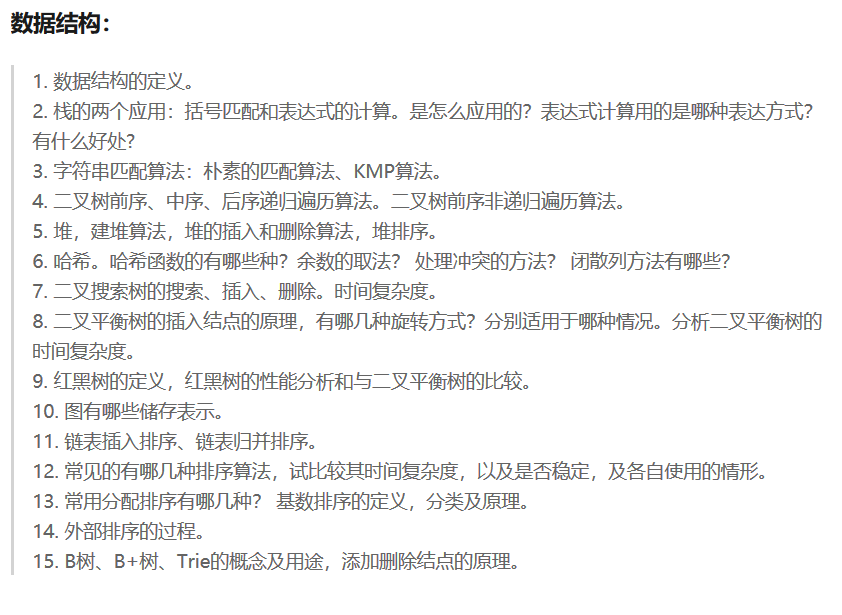 数据结构：
1. 数据结构的定义。
2. 栈的两个应用：括号匹配和表达式的计算。是怎么应用的？表达式计算用的是哪种表达方式？
有什么好处？
3. 字符串匹配算法：朴素的匹配算法、KMP算法。
4. 二叉树前序、中序、后序递归遍历算法。二叉树前序非递归遍历算法。
5. 堆，建堆算法，堆的插入和删除算法，堆排序。
6. 哈希。哈希函数的有哪些种？余数的取法？ 处理冲突的方法？ 闭散列方法有哪些？
7. 二叉搜索树的搜索、插入、删除。时间复杂度。
8. 二叉平衡树的插入结点的原理，有哪几种旋转方式？分别适用于哪种情况。分析二叉平衡树的
时间复杂度。
9. 红黑树的定义，红黑树的性能分析和与二叉平衡树的比较。
10. 图有哪些储存表示。
11. 链表插入排序、链表归并排序。
12. 常见的有哪几种排序算法，试比较其时间复杂度，以及是否稳定，及各自使用的情形。
13. 常用分配排序有哪几种？ 基数排序的定义，分类及原理。
14. 外部排序的过程。
15. B树、B+树、Trie的概念及用途，添加删除结点的原理。